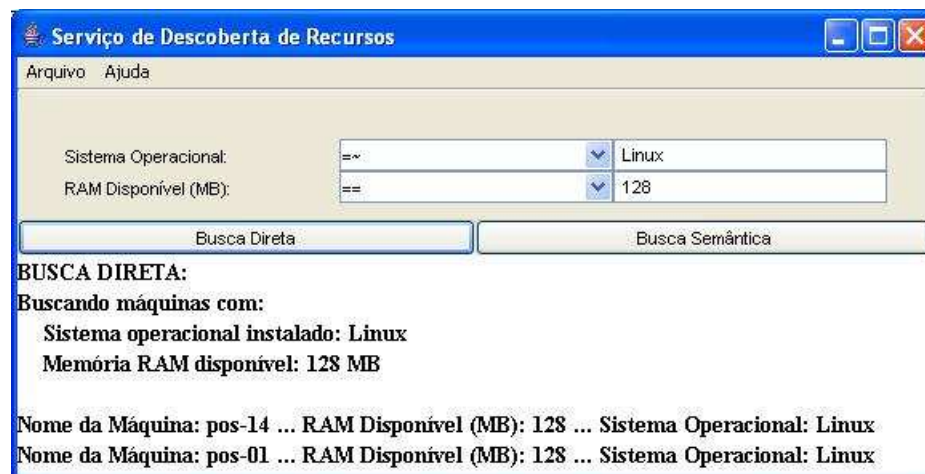 Serviço de Descoberta de Recursos
Arquivo Ajuda
Sistema Operacional: =~ Linux
RAM Disponível (MB): == 128
Busca Direta Busca Semântica
BUSCA DIRETA:
Buscando máquinas com:
Sistema operacional instalado: Linux
Memória RAM disponível: 128 MB
Nome da Máquina: pos-14 ... RAM Disponível (MB): 128 ... Sistema Operacional: Linux
Nome da Máquina: pos-01 ... RAM Disponível (MB): 128 ... Sistema Operacional: Linux